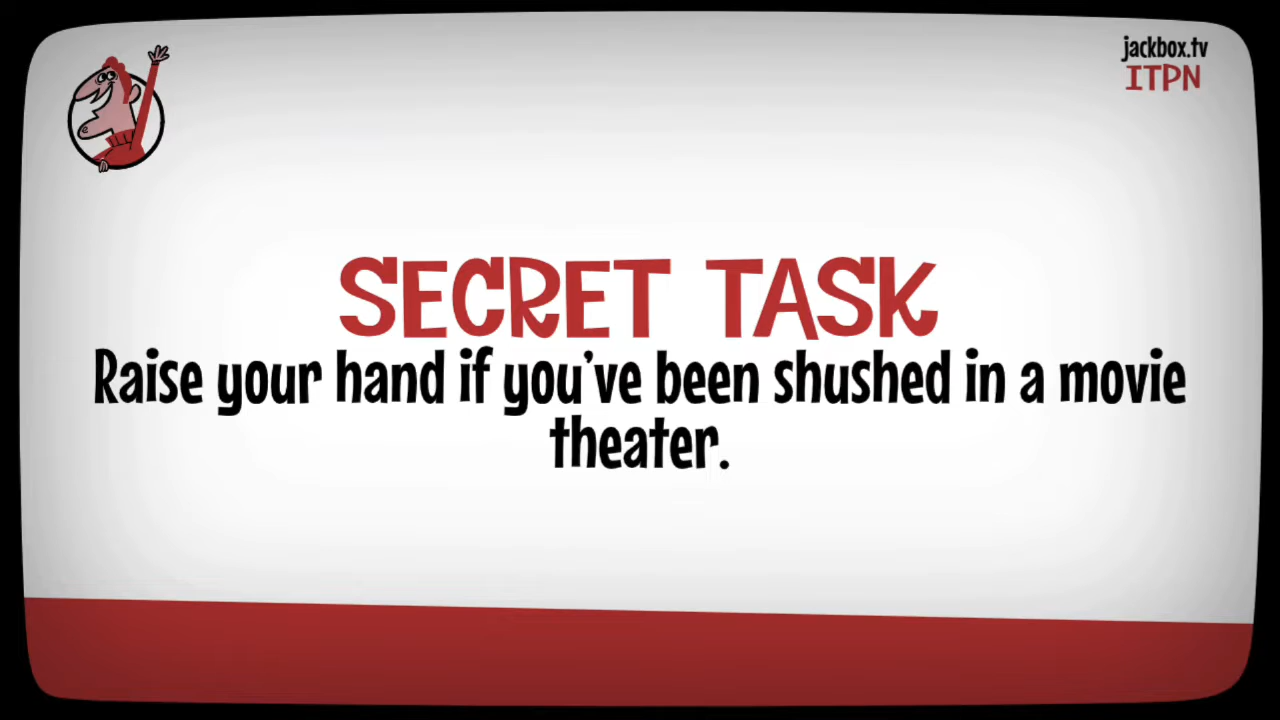 jackbox.tv
ITPN
SECRET TASK
Raise your hand if you've been shushed in a movie
theater.